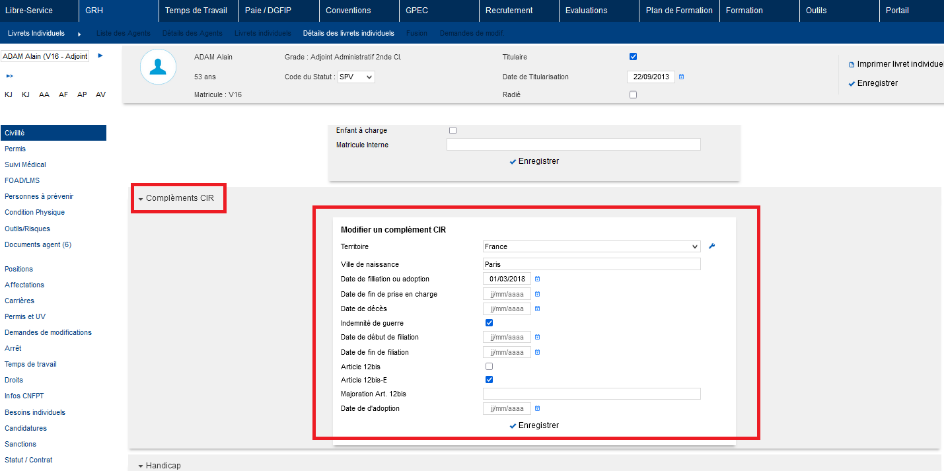 Libre-Service GRH Temps de Travail Paie / DGFIP Conventions GPEC Recrutement Evaluations Plan de Formation Formation Outils Portail
Livrets Individuels Liste des Agents Détails des Agents Livrets individuels Détails des livrets individuels Fusion Demandes de modif.
ADAM Alain (V16 - Adjoint
KJ KJ AA AF AP AV
ADAM Alain Grade : Adjoint Administratif 2nde Cl. Titulaire
53 ans Code du Statut : SPV Date de Titularisation 22/09/2013
Matricule : V16 Radié
Imprimer livret individue
Enregistrer
Civilité
Permis
Suivi Médical
FOAD/LMS
Personnes à prévenir
Condition Physique
Outils/Risques
Documents agent (6)
Positions
Affectations
Carrières
Permis et UV
Demandes de modifications
Arrêt
Temps de travail
Droits
Infos CNFPT
Besoins individuels
Candidatures
Sanctions
Statut / Contrat
Enfant à charge
Matricule Interne
Enregistrer
Complèments CIR
Modifier un complément CIR
Territoire France
Ville de naissance Paris
Date de filiation ou adoption 01/03/2018
Date de fin de prise en charge jj/mm/aaaa
Date de décès jj/mm/aaaa
Indemnité de guerre
Date de début de filiation jj/mm/aaaa
Date de fin de filiation jj/mm/aaaa
Article 12bis
Article 12bis-E
Majoration Art. 12bis
Date de d'adoption jj/mm/aaaa
Enregistrer
Handicap